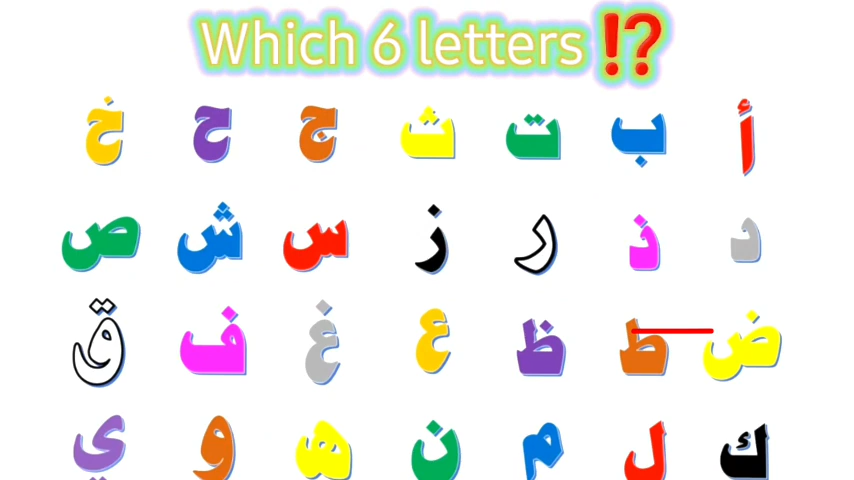 Which 6 letters ⁉️
أ ب ت ث ج ح خ
د ذ ر ز س ش ص
ض ط ظ ع غ ف ق
ك ل م ن ه و ي